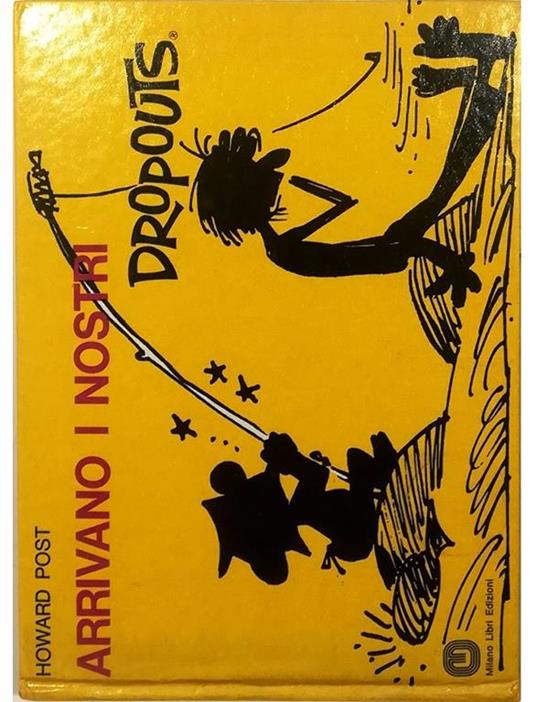 HOWARD POST
ARRIVANO I NOSTRI
DROPOUTS®
Milano Libri Edizioni